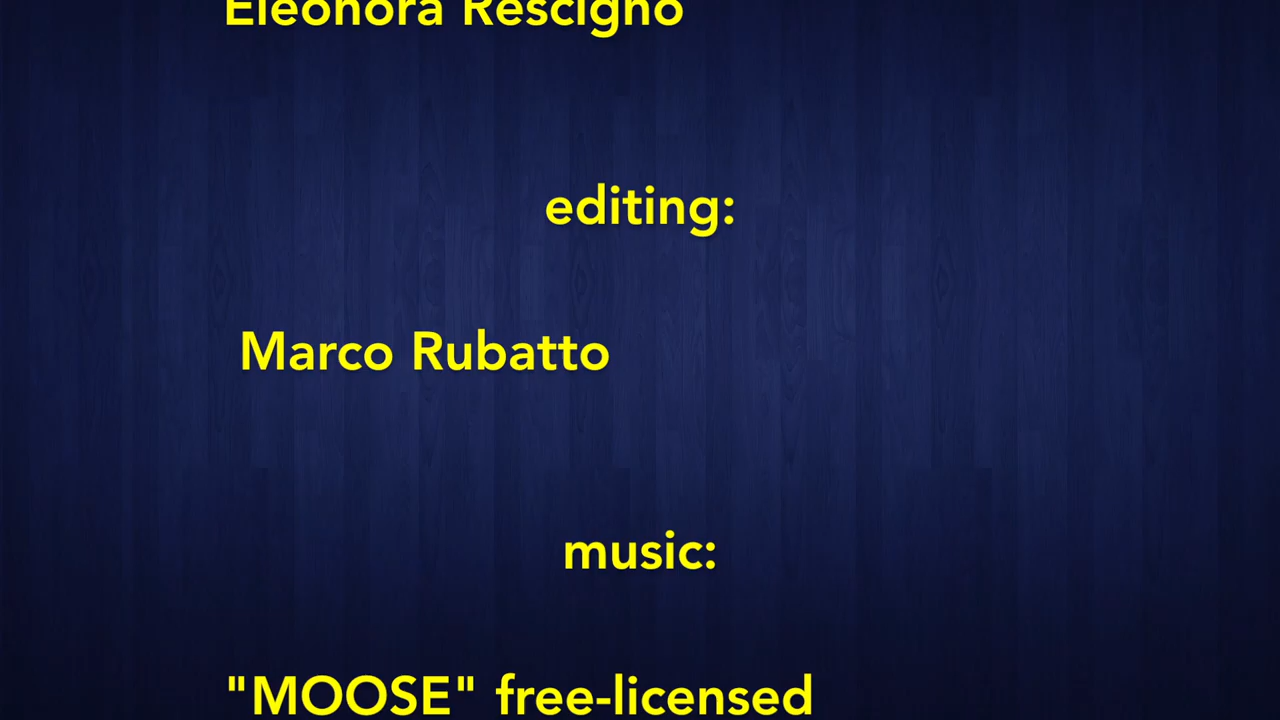 Eleonora Rescigno
editing:
Marco Rubatto
music:
"MOOSE" free-licensed